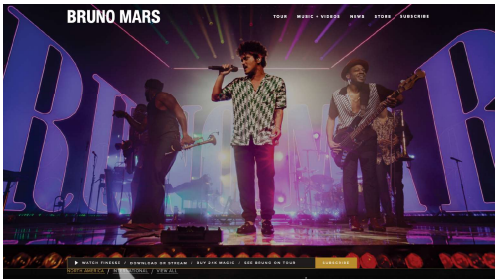 BRUNO MARS
TOUR MUSIC + VIDEOS NEWS STORE SUBSCRIBE
WATCH FINESSE / DOWNLOAD OR STREAM / BUY 24K MAGIC / SEE BRUNO ON TOUR SUBSCRIBE
NORTH AMERICA / INTERNATIONAL / VIEW ALL